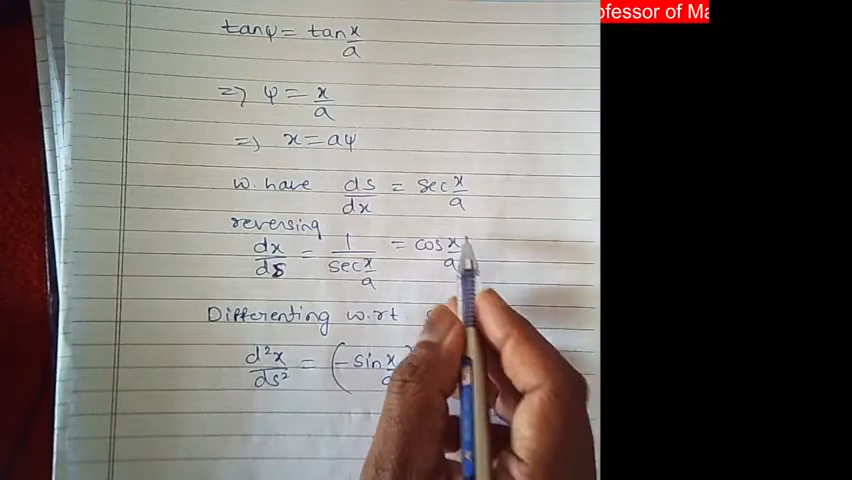 ofessor of Ma
tanψ = tan x/a
⇒ ψ = x/a
⇒ x = aψ
W. have ds/dx = sec x/a
reversing
dx/ds = 1/(sec x/a) = cos x/a
Differenting w.r.t
d²x/ds² = (-sin x/